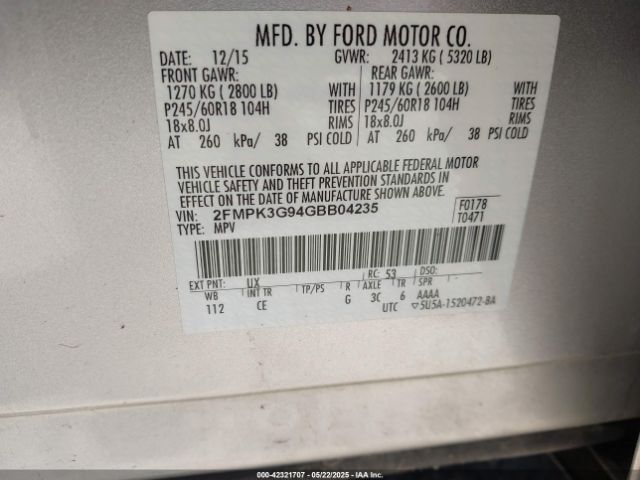 MFD. BY FORD MOTOR CO.
DATE: 12/15 GVWR: 2413 KG ( 5320 LB)
FRONT GAWR: REAR GAWR:
1270 KG ( 2800 LB) WITH 1179 KG ( 2600 LB) WITH
P245/60R18 104H TIRES P245/60R18 104H TIRES
18x8.0J RIMS 18x8.0J RIMS
AT 260 kPa/ 38 PSI COLD AT 260 kPa/ 38 PSI COLD
THIS VEHICLE CONFORMS TO ALL APPLICABLE FEDERAL MOTOR
VEHICLE SAFETY AND THEFT PREVENTION STANDARDS IN
EFFECT ON THE DATE OF MANUFACTURE SHOWN ABOVE.
VIN: 2FMPK3G94GBB04235 F0178
TYPE: MPV T0471
EXT PNT: UX RC: 53 DSO:
WB INT TR TP/PS R AXLE TR SPR
112 CE G 3C 6 AAAA
UTC ▽5U5A-1520472-BA
00-42321707 - 05/22/2025 - IAA Inc.